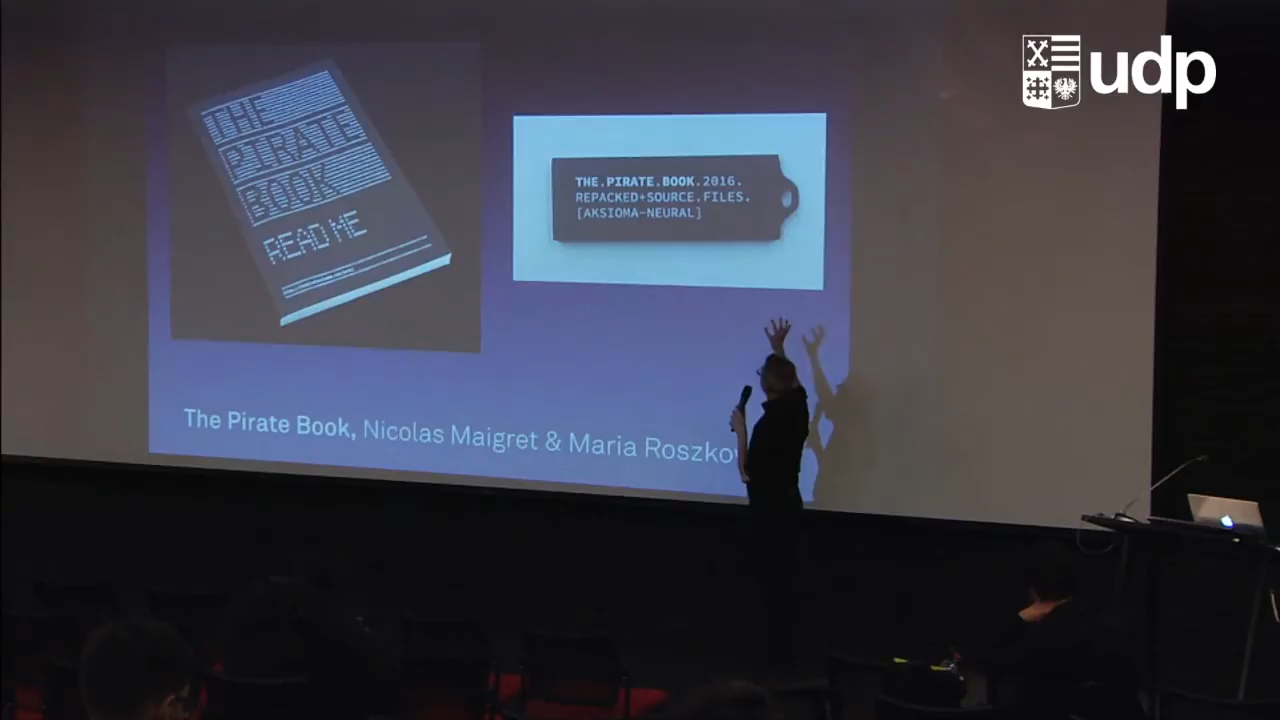 udp
THE
PIRATE
BOOK
READ ME
THE.PIRATE.BOOK.2016.
REPACKED+SOURCE.FILES.
[AKSIOMA-NEURAL]
The Pirate Book, Nicolas Maigret & Maria Roszko